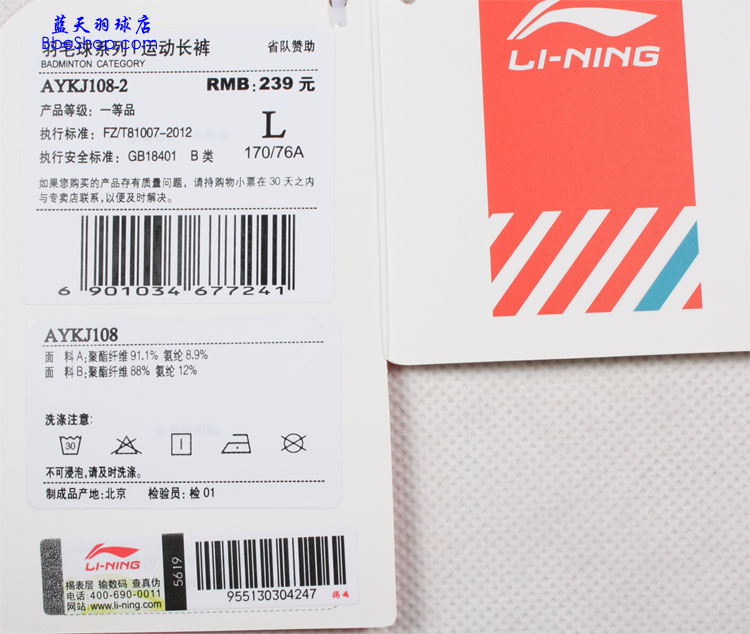 蓝天羽球店
BbeShop.com
羽毛球系列 运动长裤 省队赞助
BADMINTON CATEGORY
AYKJ108-2 RMB:239 元
产品等级: 一等品
执行标准: FZ/T81007-2012 L
执行安全标准: GB18401 B 类 170/76A
如果您购买的产品存有质量问题，请持购物小票在 30 天之内
与专卖店联系,以便及时解决。
6 901034 677241
AYKJ108
面 料 A:聚酯纤维 91.1% 氨纶 8.9%
面 料 B:聚酯纤维 88% 氨纶 12%
洗涤注意:
30
不可浸泡,请及时洗涤。
制成品产地:北京 检验员: 检 01
LI-NING
揭表层 输数码 查真伪
电话:400-690-0011
网站:www.li-ning.com
5619
955130304247
LI-NING